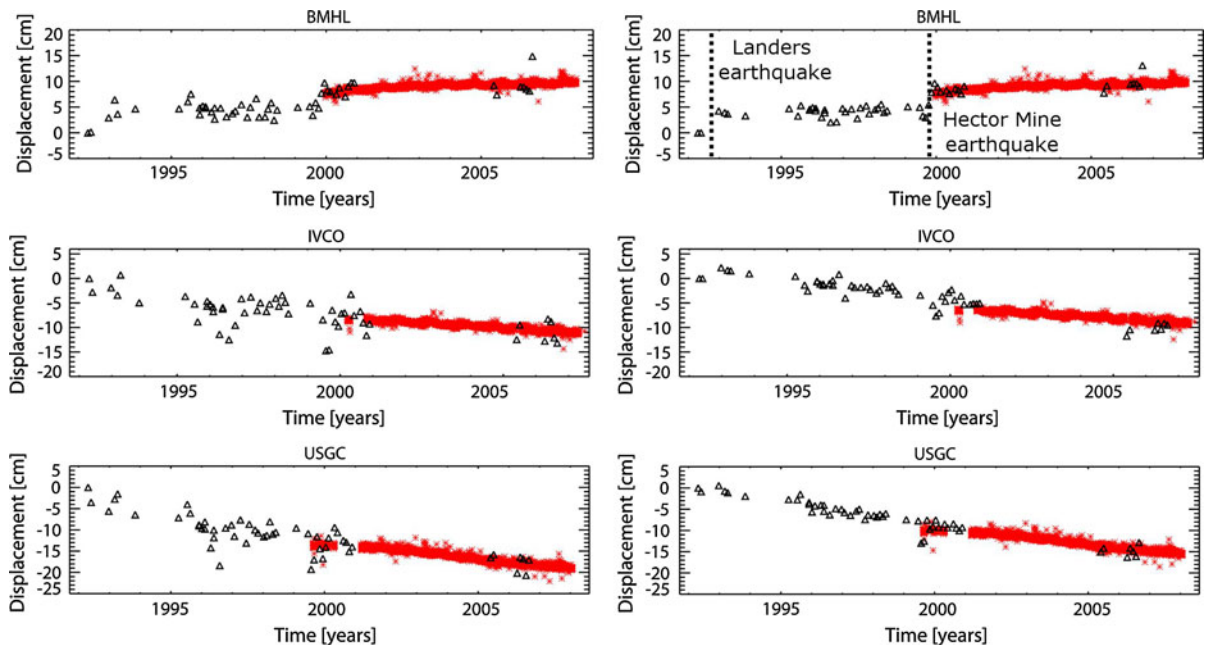 BMHL
Displacement [cm]
20
15
10
5
0
-5
1995
2000
2005
Time [years]
BMHL
Displacement [cm]
20
15
10
5
0
-5
Landers
earthquake
Hector Mine
earthquake
1995
2000
2005
Time [years]
IVCO
Displacement [cm]
5
0
-5
-10
-15
-20
1995
2000
2005
Time [years]
IVCO
Displacement [cm]
5
0
-5
-10
-15
-20
1995
2000
2005
Time [years]
USGC
Displacement [cm]
5
0
-5
-10
-15
-20
-25
1995
2000
2005
Time [years]
USGC
Displacement [cm]
5
0
-5
-10
-15
-20
-25
1995
2000
2005
Time [years]